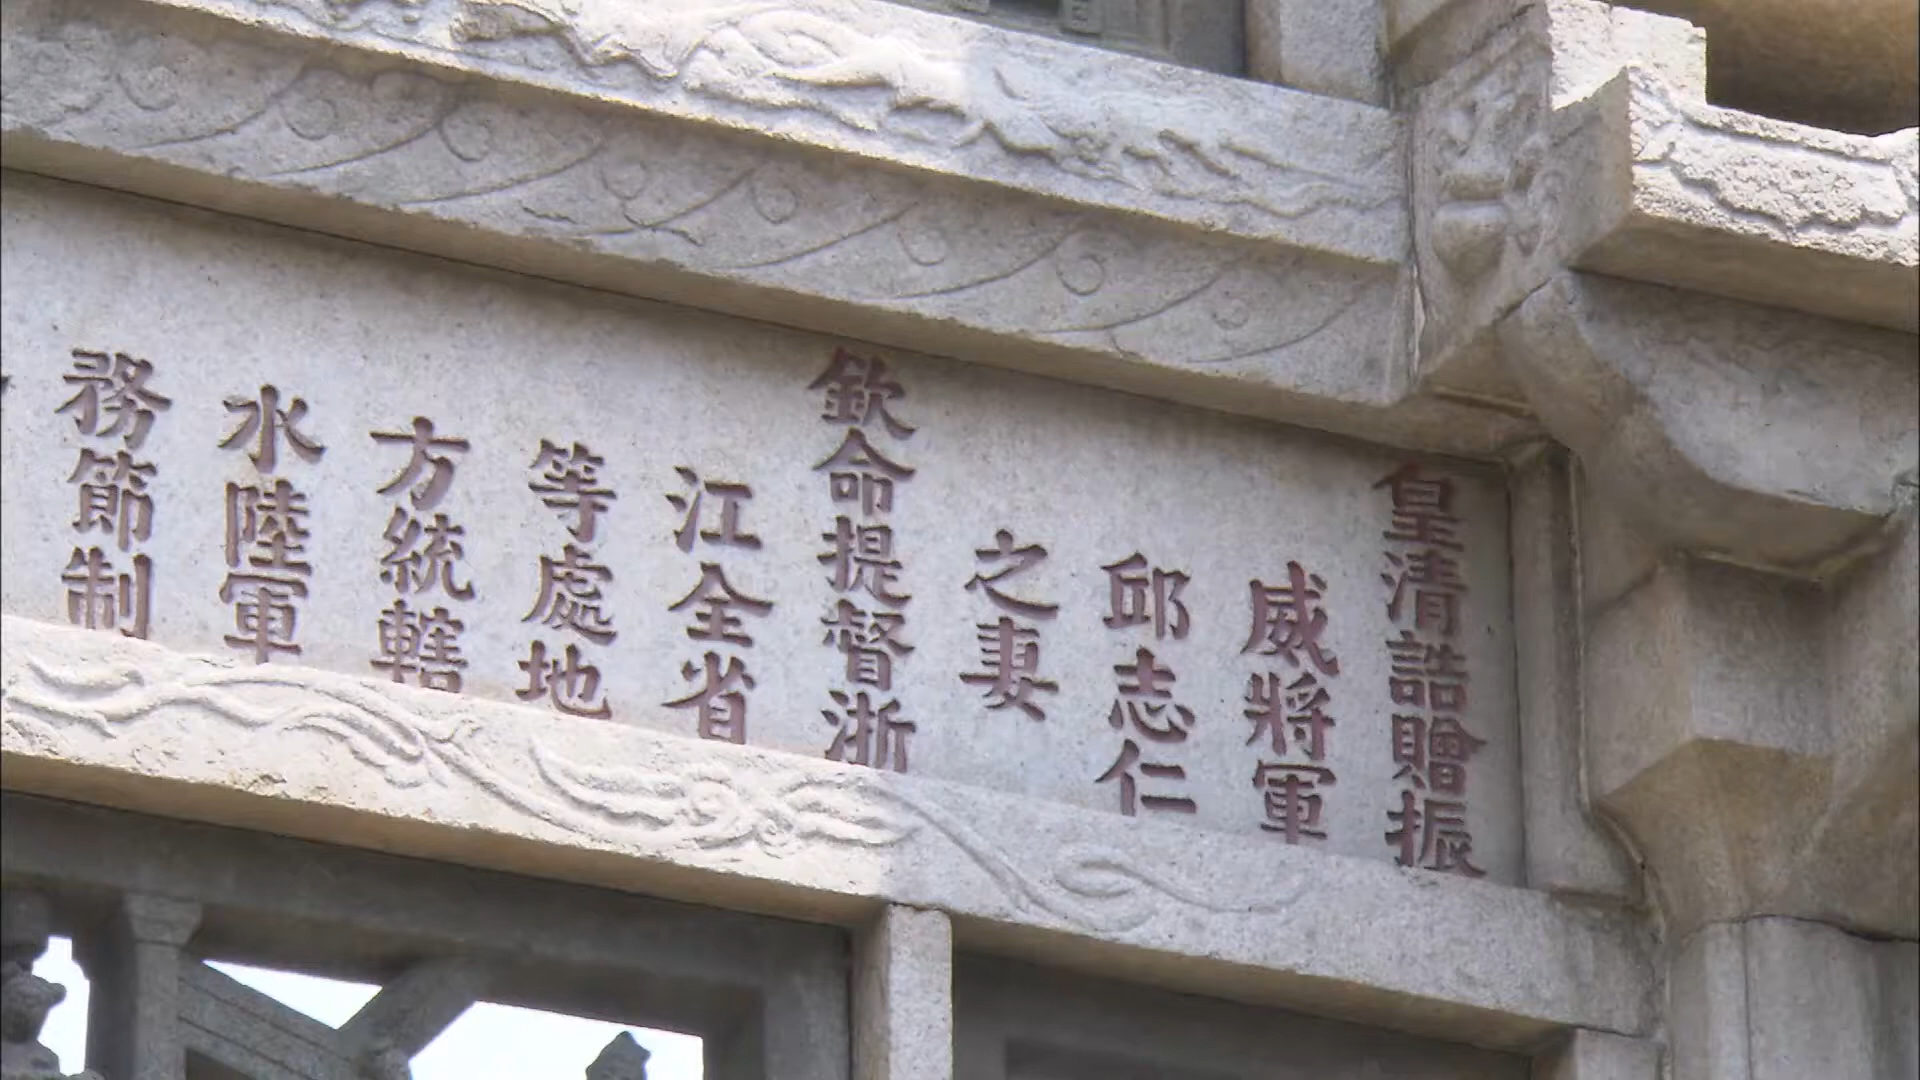 皇清誥贈振
威將軍
邱志仁
之妻
欽命提督浙
江全省
等處地
方統轄
水陸軍
務節制